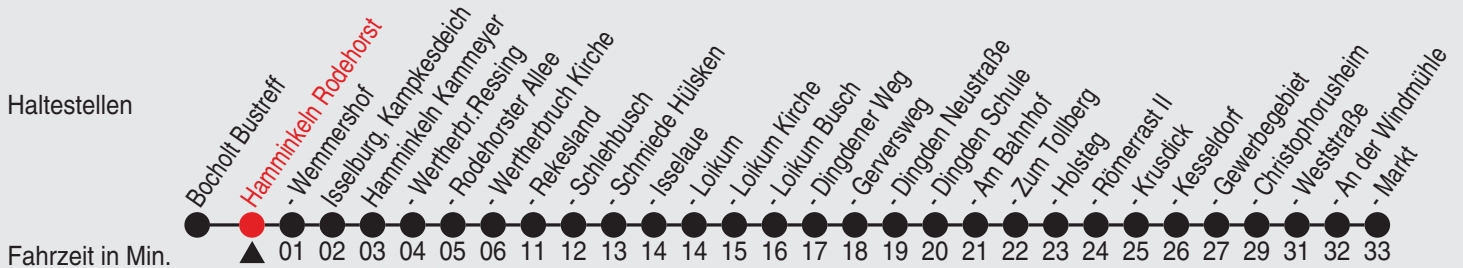 Haltestellen
Bocholt Bustreff
Hamminkeln Rodehorst
- Wemmershof
Isselburg, Kampkesdeich
Hamminkeln Kammeyer
- Wertherbr.Ressing
- Rodehorster Allee
- Wertherbruch Kirche
- Rekesland
- Schlehbusch
- Schmiede Hülsken
- Isselaue
- Loikum
- Loikum Kirche
- Loikum Busch
- Dingdener Weg
- Gerversweg
- Dingden Neustraße
- Dingden Schule
- Am Bahnhof
- Zum Tollberg
- Holsteg
- Römerrast II
- Krusdick
- Kesseldorf
- Gewerbegebiet
- Christophorusheim
- Weststraße
- An der Windmühle
- Markt
Fahrzeit in Min. 01 02 03 04 05 06 11 12 13 14 14 15 16 17 18 19 20 21 22 23 24 25 26 27 29 31 32 33